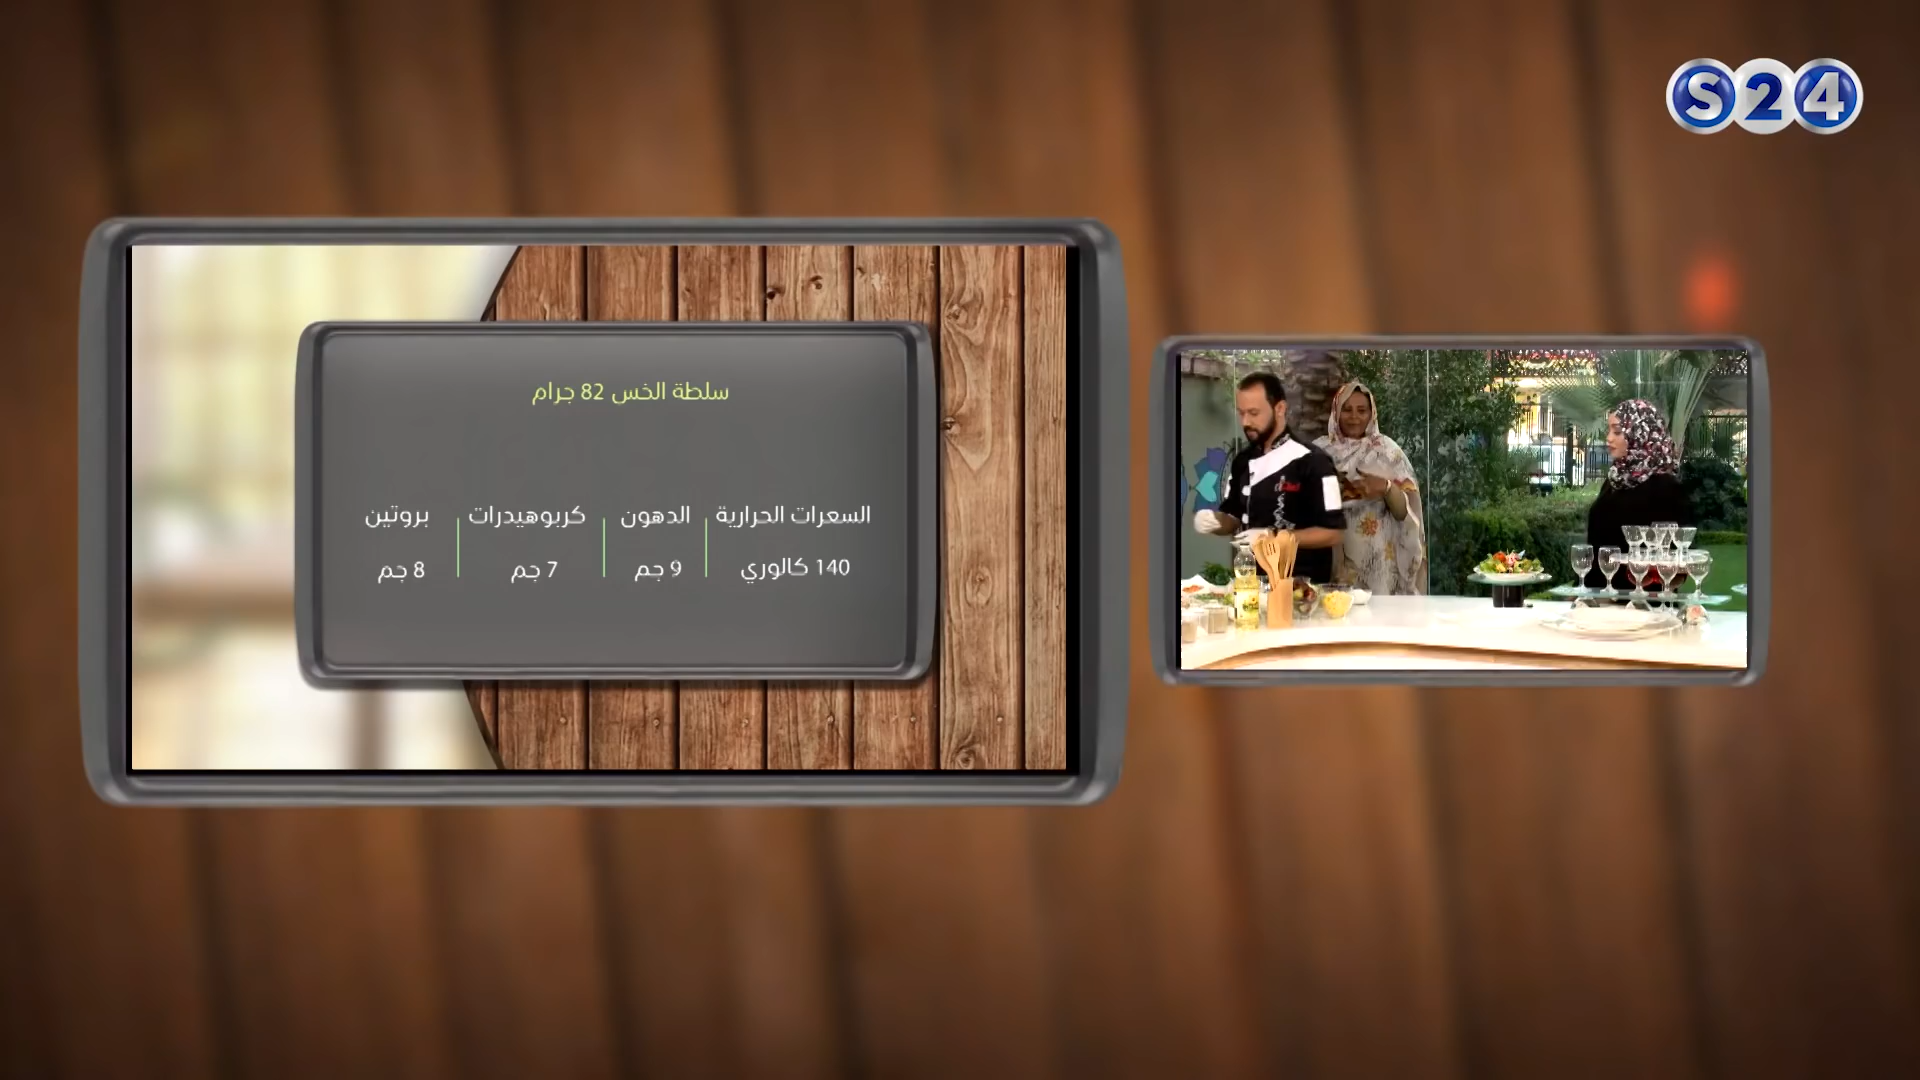 S24
سلطة الخس 82 جرام
السعرات الحرارية الدهون كربوهيدرات بروتين
140 كالوري 9 جم 7 جم 8 جم